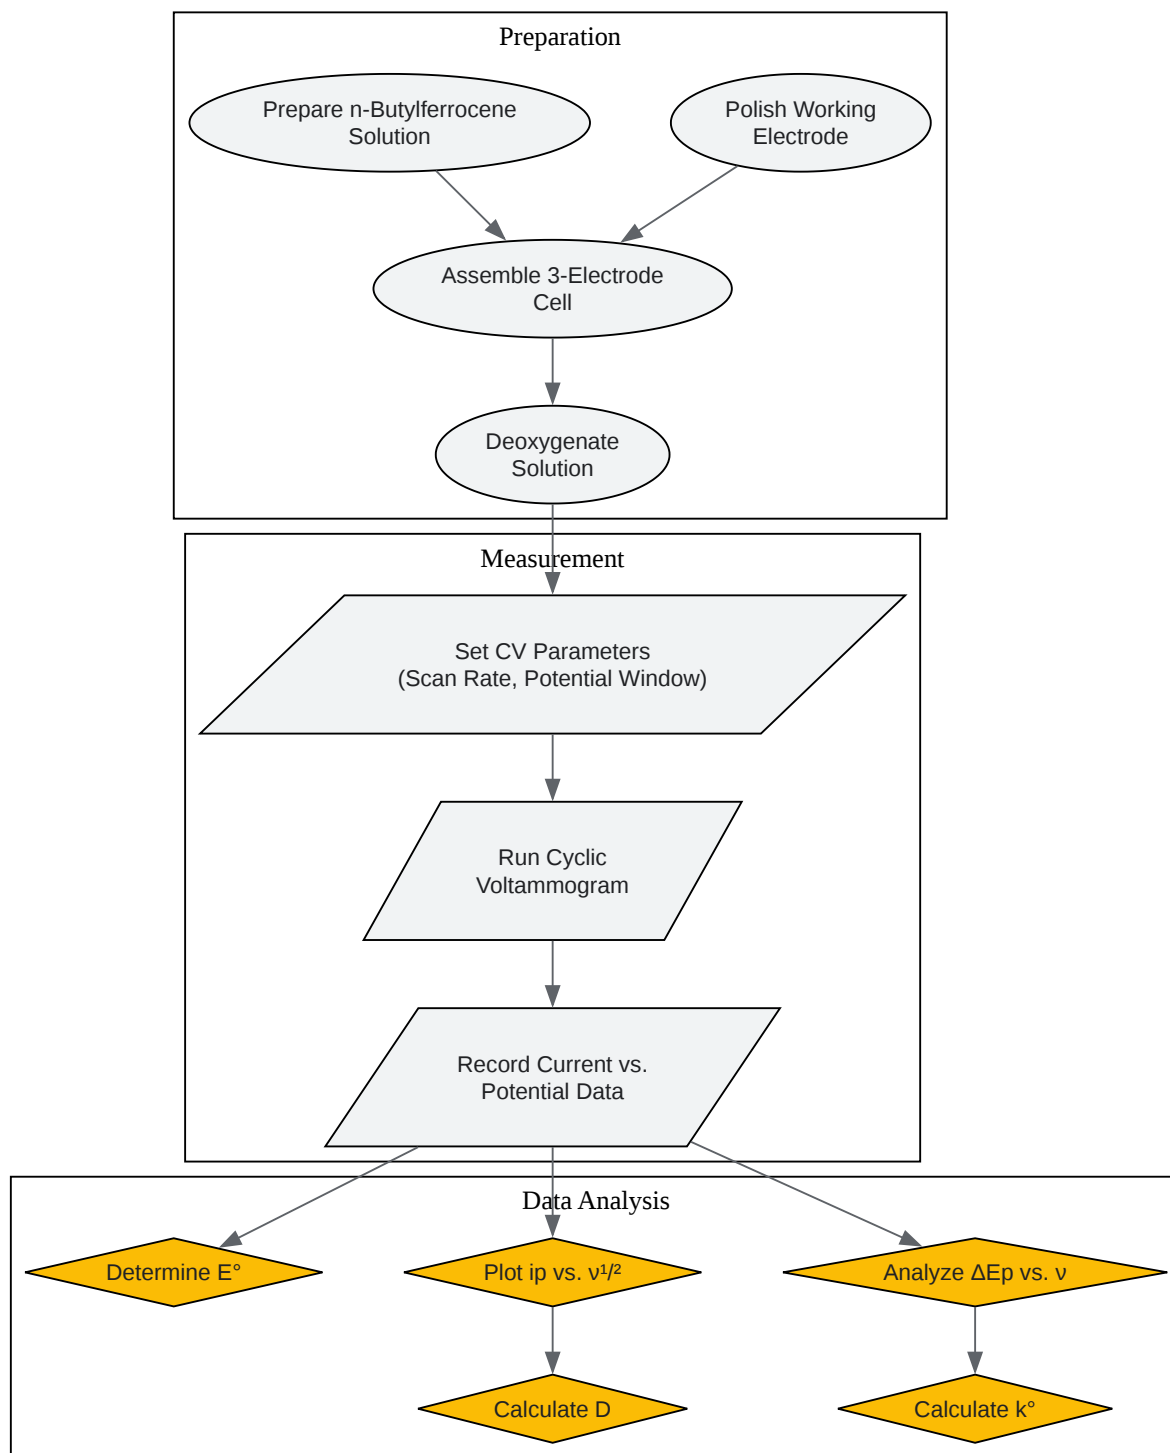 Preparation
Prepare n-Butylferrocene
Solution
Polish Working
Electrode
Assemble 3-Electrode
Cell
Deoxygenate
Solution
Measurement
Set CV Parameters
(Scan Rate, Potential Window)
Run Cyclic
Voltammogram
Record Current vs.
Potential Data
Data Analysis
Determine E°
Plot ip vs. ν¹/²
Analyze ΔEp vs. ν
Calculate D
Calculate k°